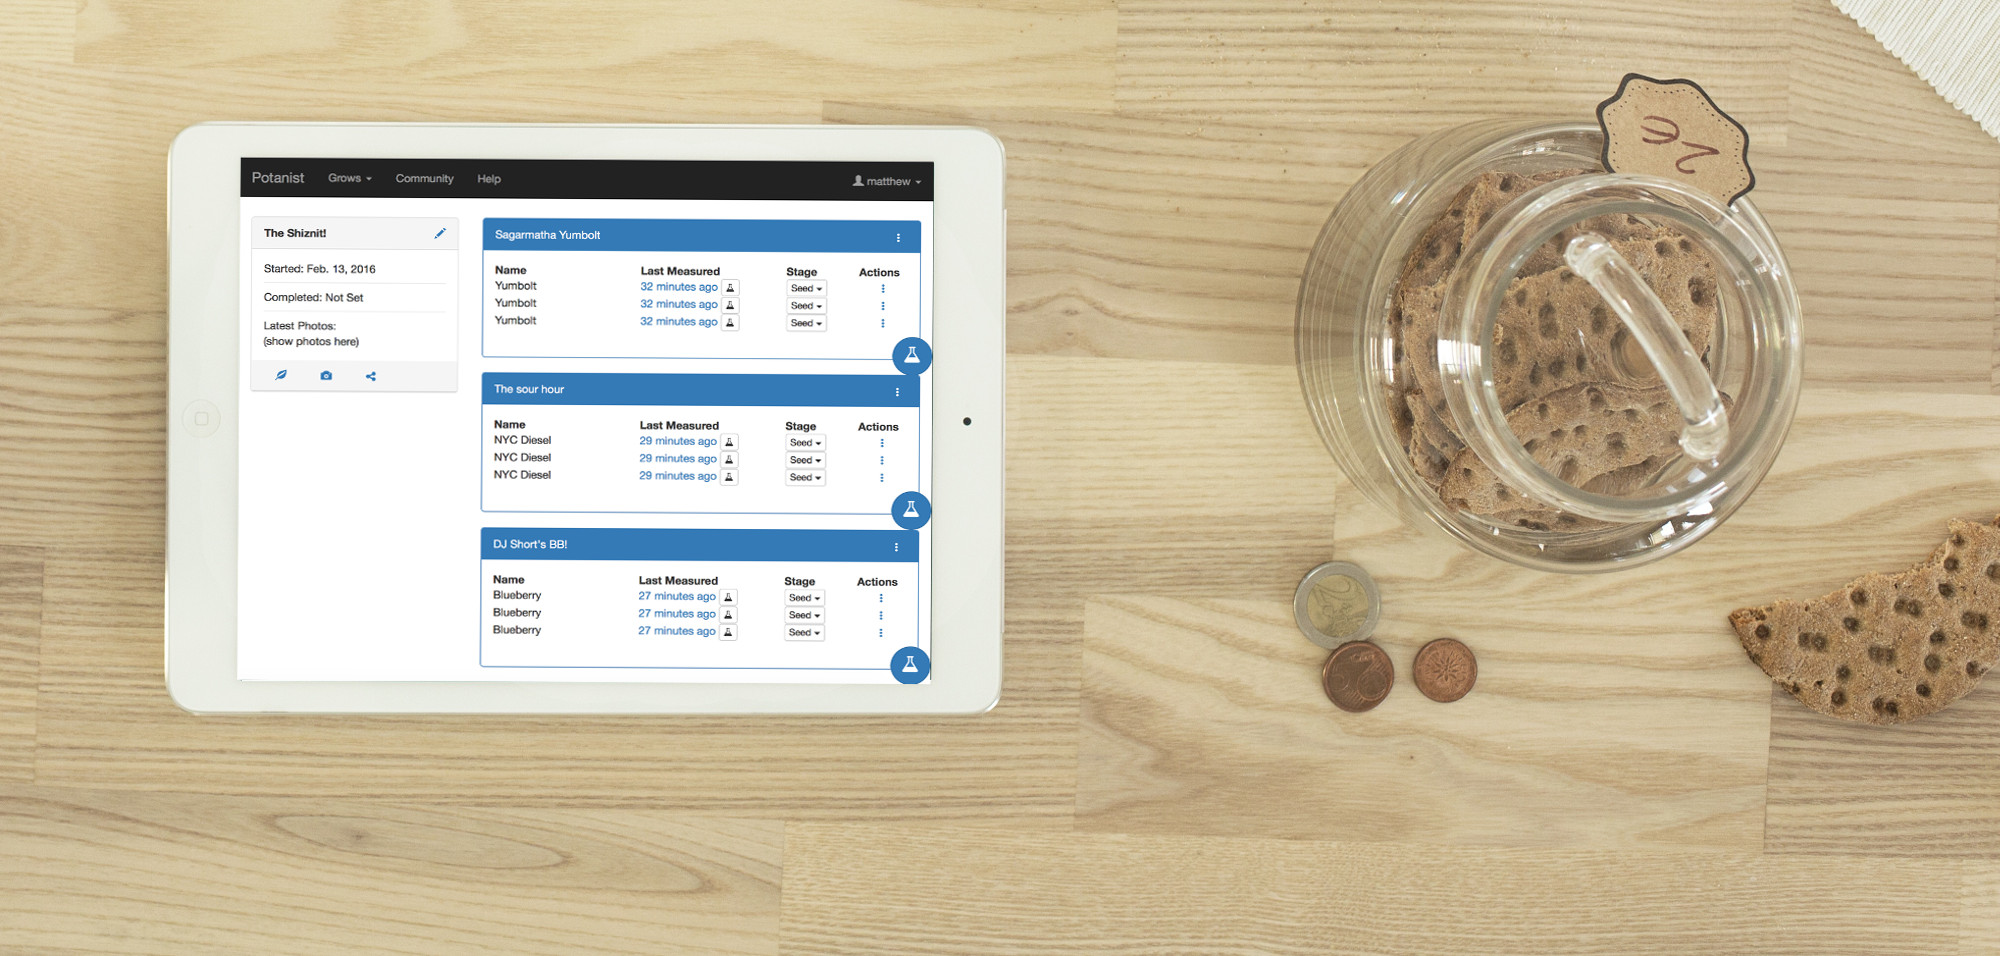 Potanist Grows Community Help matthew
The Shiznit!
Started: Feb. 13, 2016
Completed: Not Set
Latest Photos:
(show photos here)
Sagarmatha Yumbolt
Name Last Measured Stage Actions
Yumbolt 32 minutes ago Seed
Yumbolt 32 minutes ago Seed
Yumbolt 32 minutes ago Seed
The sour hour
Name Last Measured Stage Actions
NYC Diesel 29 minutes ago Seed
NYC Diesel 29 minutes ago Seed
NYC Diesel 29 minutes ago Seed
DJ Short's BB!
Name Last Measured Stage Actions
Blueberry 27 minutes ago Seed
Blueberry 27 minutes ago Seed
Blueberry 27 minutes ago Seed
2€
2